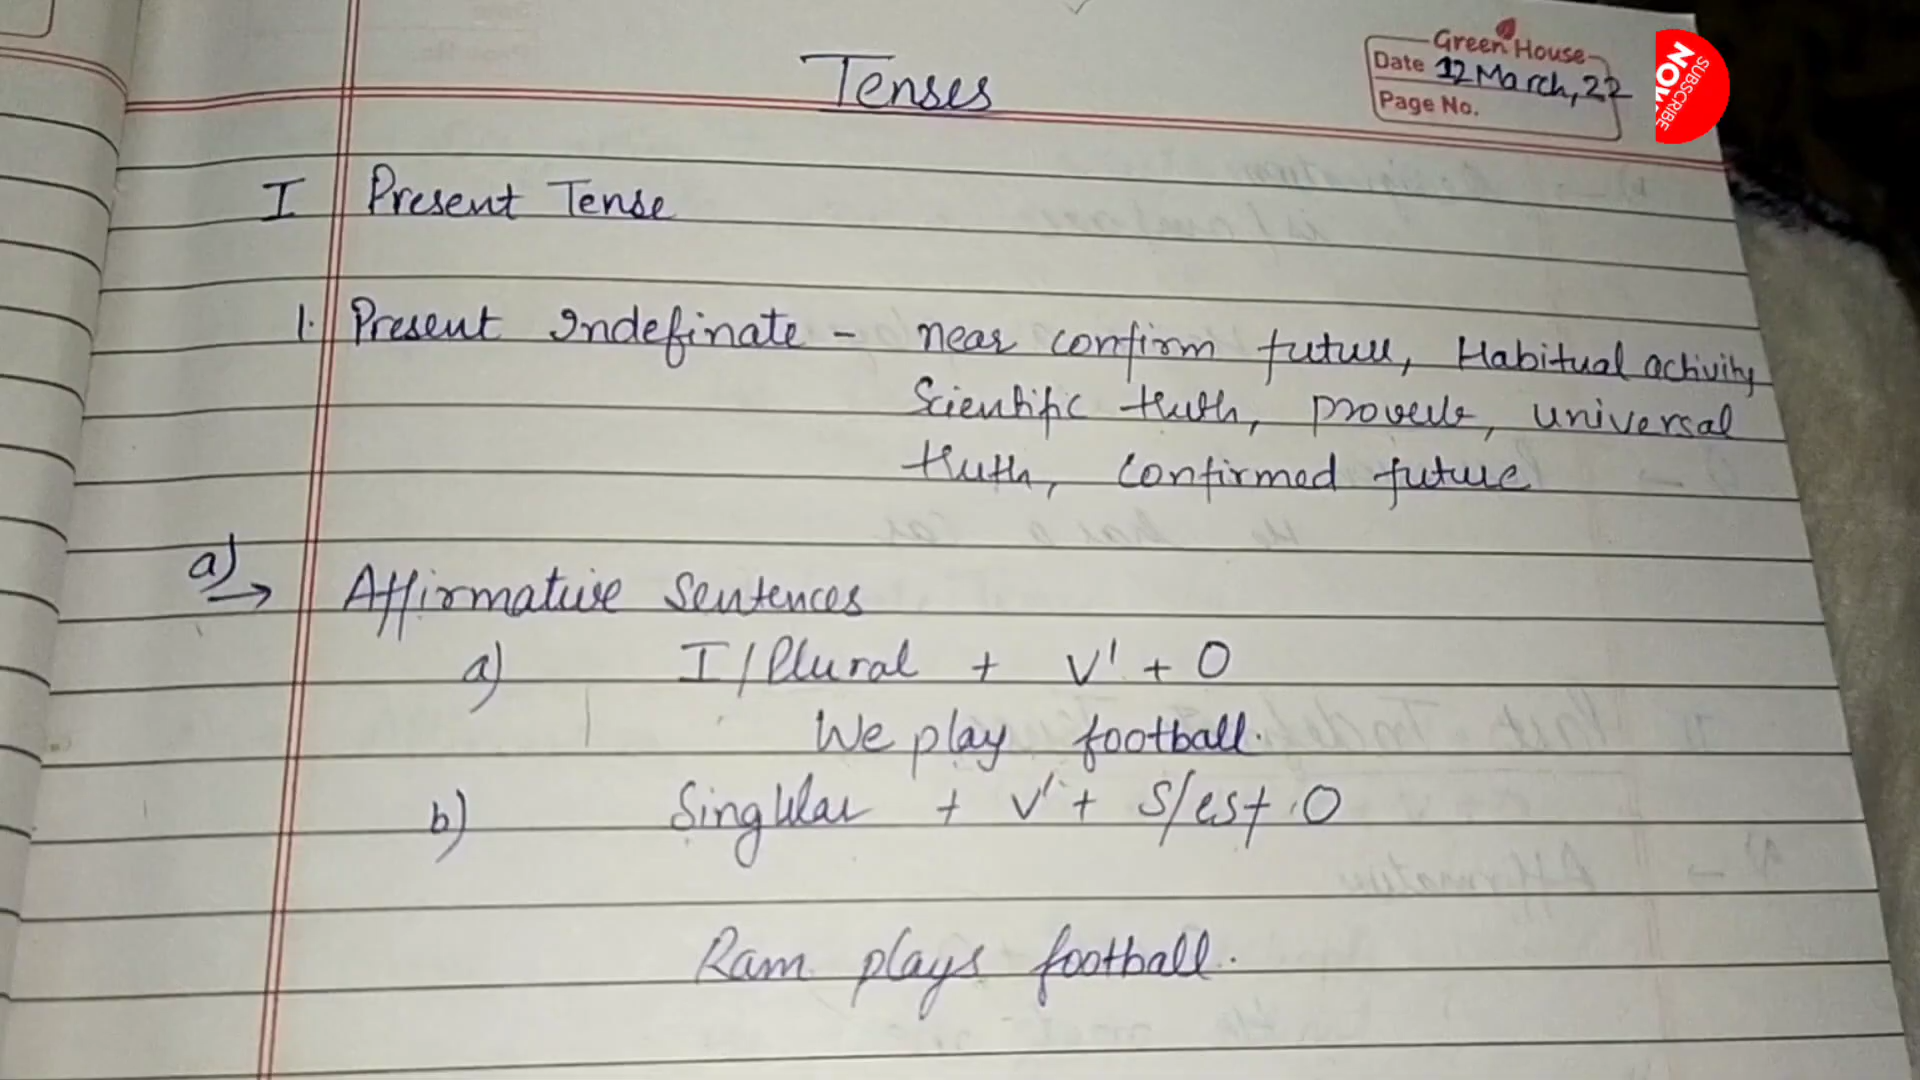 Tenses
Green House
Date 12 March, 22
Page No.
SUBSCRIBE
NOW
I Present Tense
1. Present Indefinate - near confirm future, Habitual activity
Scientific truth, proverb, universal
truth, Confirmed future
a) → Affirmative Sentences
a) I/Plural + V' + O
We play football.
b) Singular + V' + S/es + O
Ram plays football.